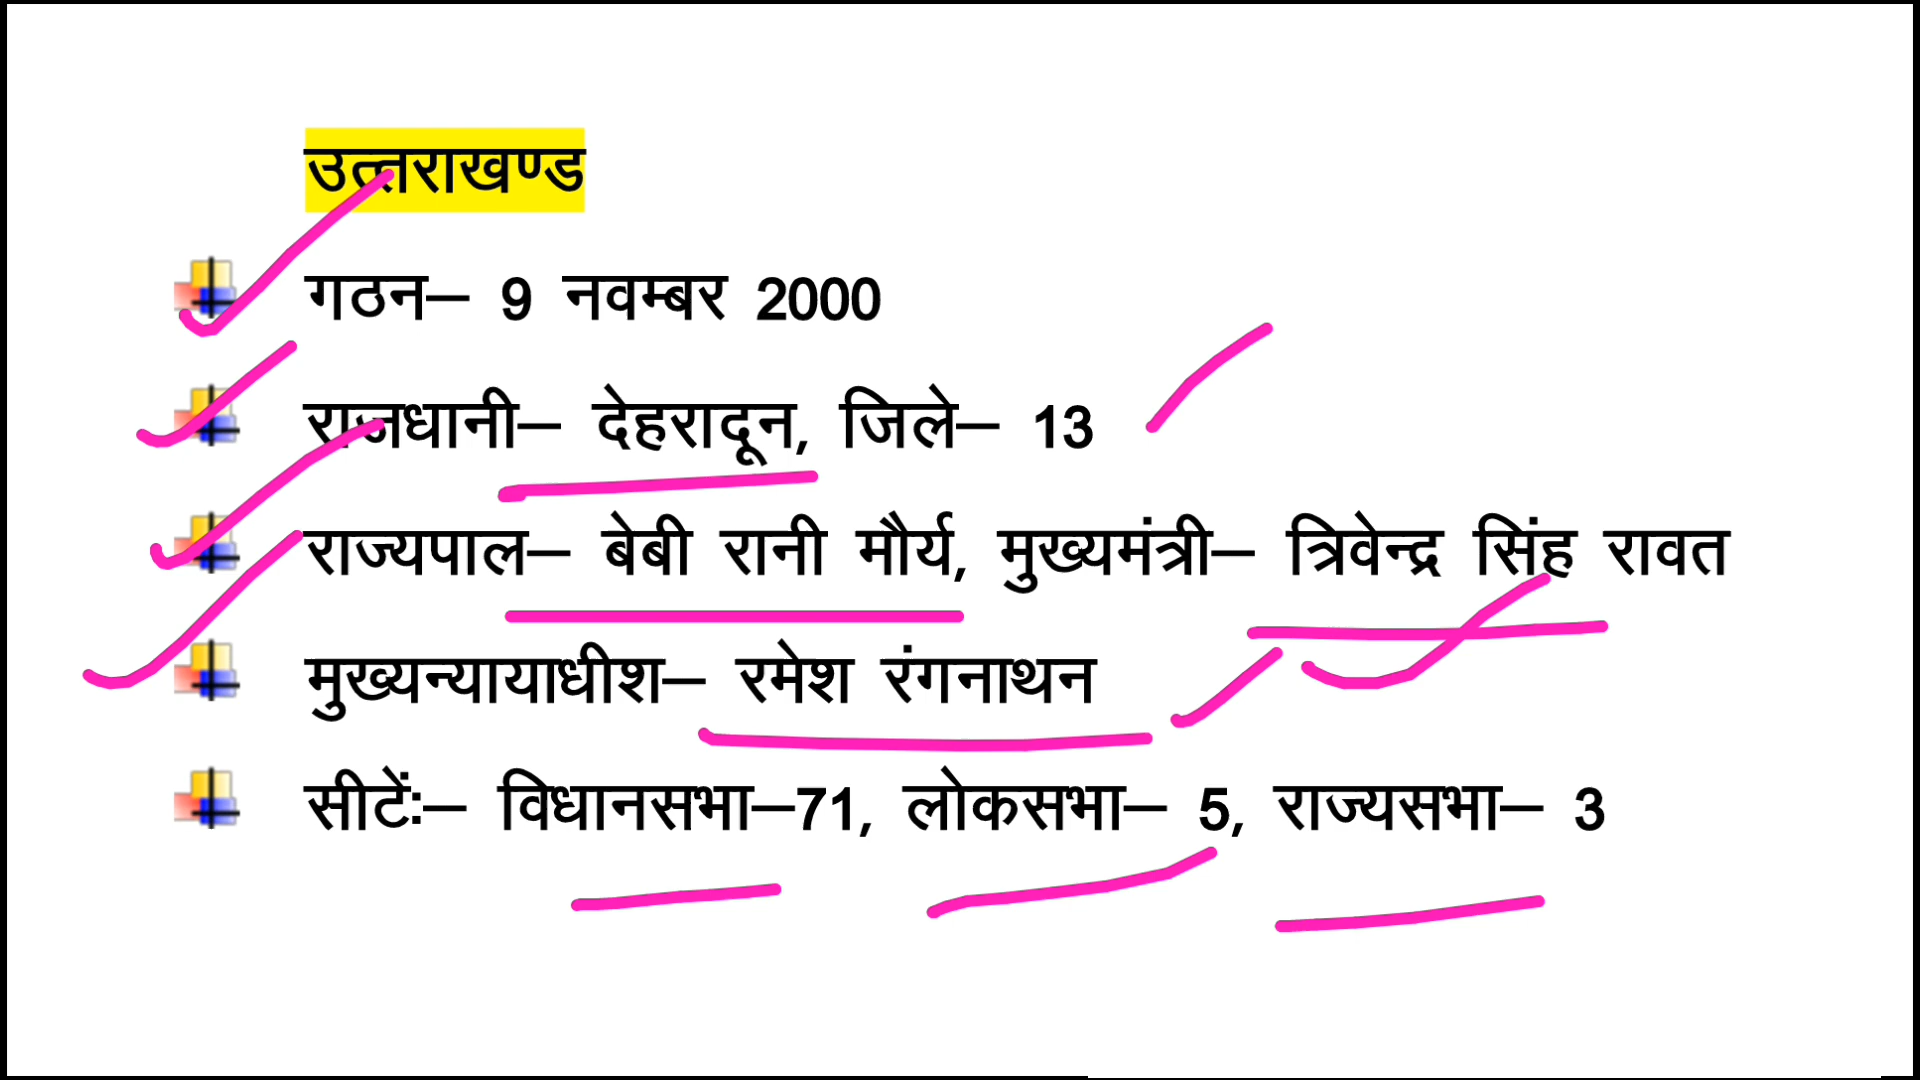 उत्तराखण्ड
गठन– 9 नवम्बर 2000
राजधानी– देहरादून, जिले– 13
राज्यपाल– बेबी रानी मौर्य, मुख्यमंत्री– त्रिवेन्द्र सिंह रावत
मुख्यन्यायाधीश– रमेश रंगनाथन
सीटें:– विधानसभा–71, लोकसभा– 5, राज्यसभा– 3